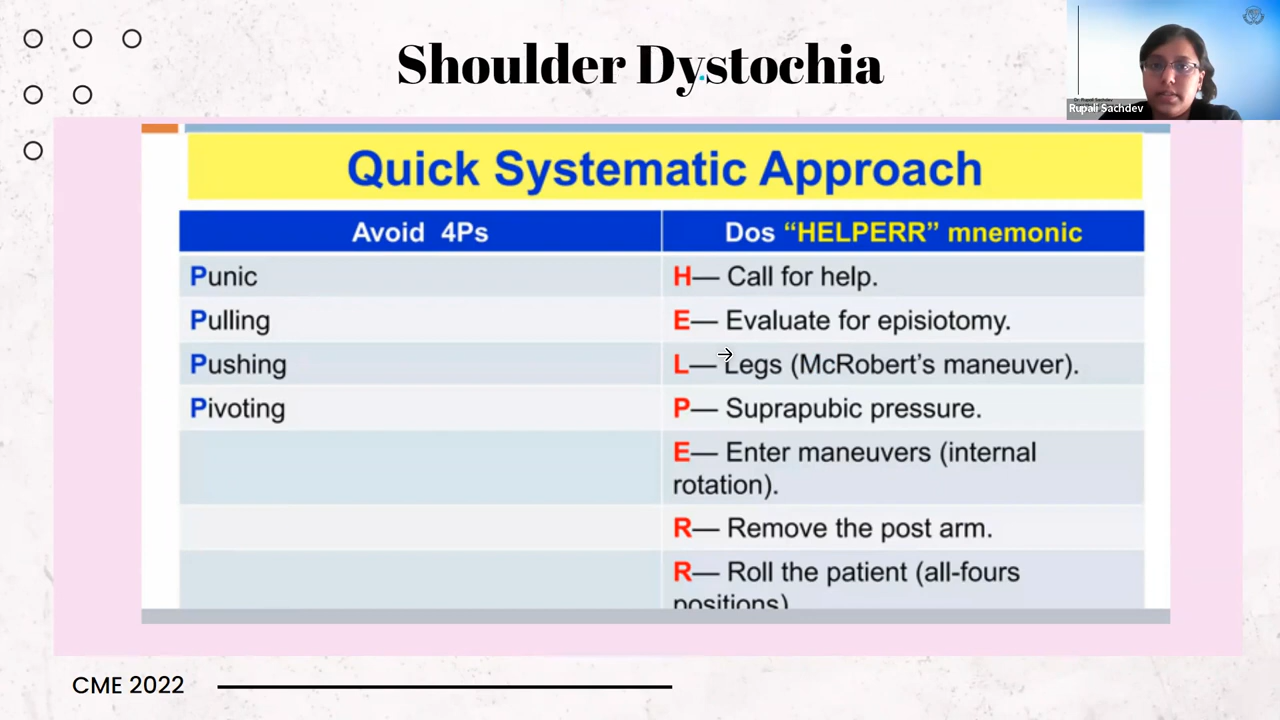 Shoulder Dystochia
Rupali Sachdev
Quick Systematic Approach
Avoid 4Ps
Dos “HELPERR” mnemonic
Punic
H— Call for help.
Pulling
E— Evaluate for episiotomy.
Pushing
L— Legs (McRobert’s maneuver).
Pivoting
P— Suprapubic pressure.
E— Enter maneuvers (internal
rotation).
R— Remove the post arm.
R— Roll the patient (all-fours
positions)
CME 2022